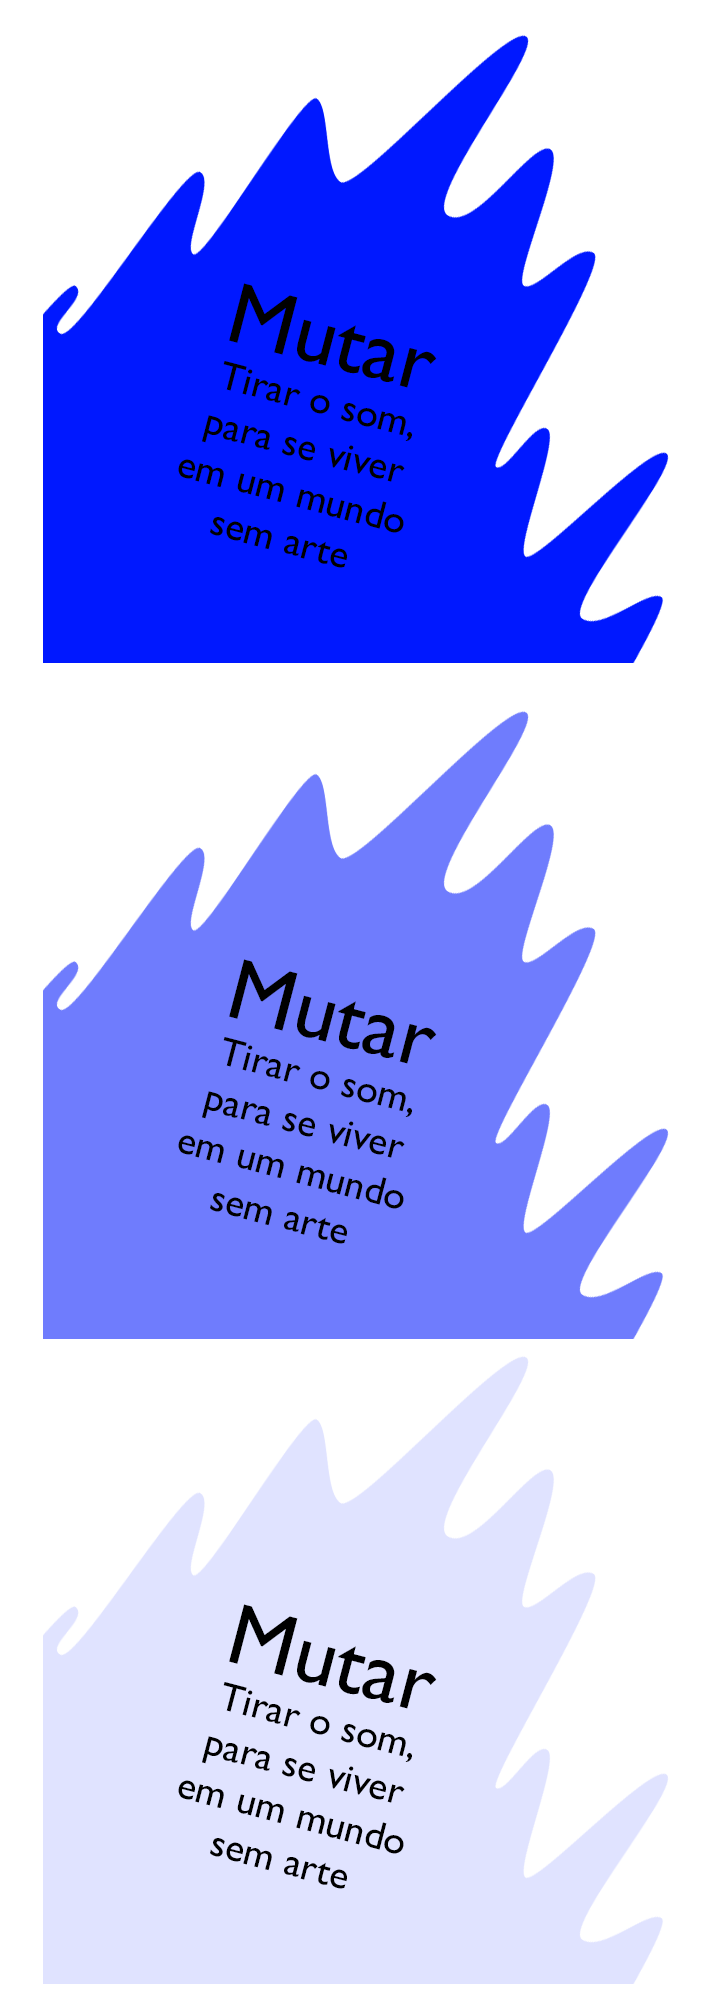 Mutar
Tirar o som,
para se viver
em um mundo
sem arte
Mutar
Tirar o som,
para se viver
em um mundo
sem arte
Mutar
Tirar o som,
para se viver
em um mundo
sem arte